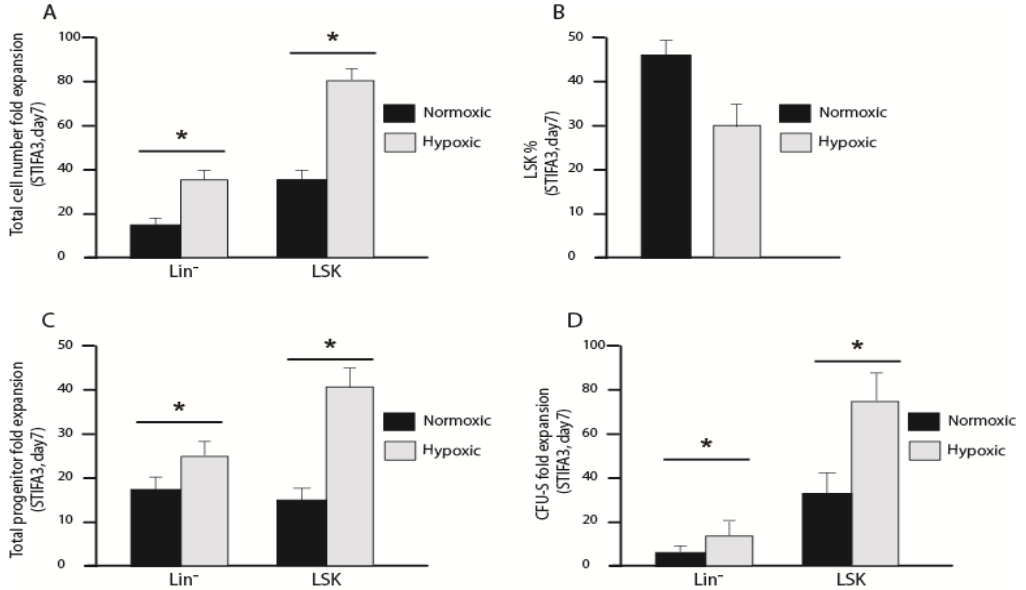 A
Total cell number fold expansion
(STIFA3, day7)
100
80
60
40
20
0
*
*
Lin⁻
LSK
Normoxic
Hypoxic
B
LSK %
(STIFA3, day7)
50
40
30
20
10
0
Normoxic
Hypoxic
C
Total progenitor fold expansion
(STIFA3, day7)
50
40
30
20
10
0
*
*
Lin⁻
LSK
Normoxic
Hypoxic
D
CFU-S fold expansion
(STIFA3, day7)
100
80
60
40
20
0
*
*
Lin⁻
LSK
Normoxic
Hypoxic